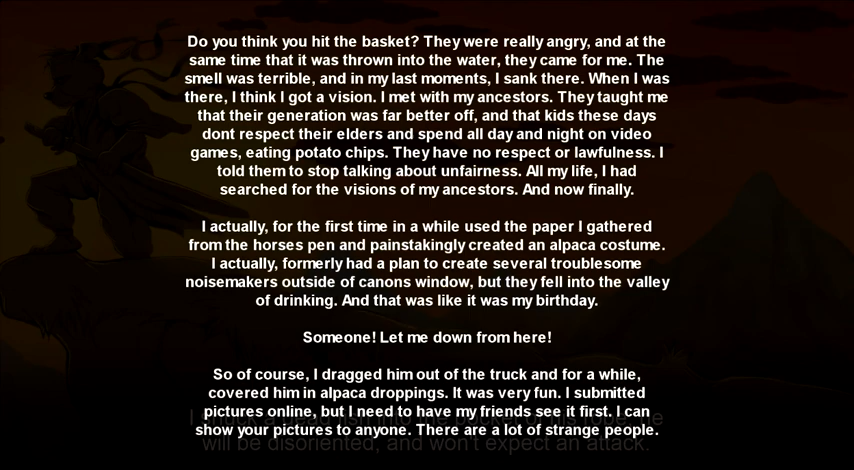 Do you think you hit the basket? They were really angry, and at the
same time that it was thrown into the water, they came for me. The
smell was terrible, and in my last moments, I sank there. When I was
there, I think I got a vision. I met with my ancestors. They taught me
that their generation was far better off, and that kids these days
dont respect their elders and spend all day and night on video
games, eating potato chips. They have no respect or lawfulness. I
told them to stop talking about unfairness. All my life, I had
searched for the visions of my ancestors. And now finally.
I actually, for the first time in a while used the paper I gathered
from the horses pen and painstakingly created an alpaca costume.
I actually, formerly had a plan to create several troublesome
noisemakers outside of canons window, but they fell into the valley
of drinking. And that was like it was my birthday.
Someone! Let me down from here!
So of course, I dragged him out of the truck and for a while,
covered him in alpaca droppings. It was very fun. I submitted
pictures online, but I need to have my friends see it first. I can
show your pictures to anyone. There are a lot of strange people.
will be disoriented, and won't expect an attack.